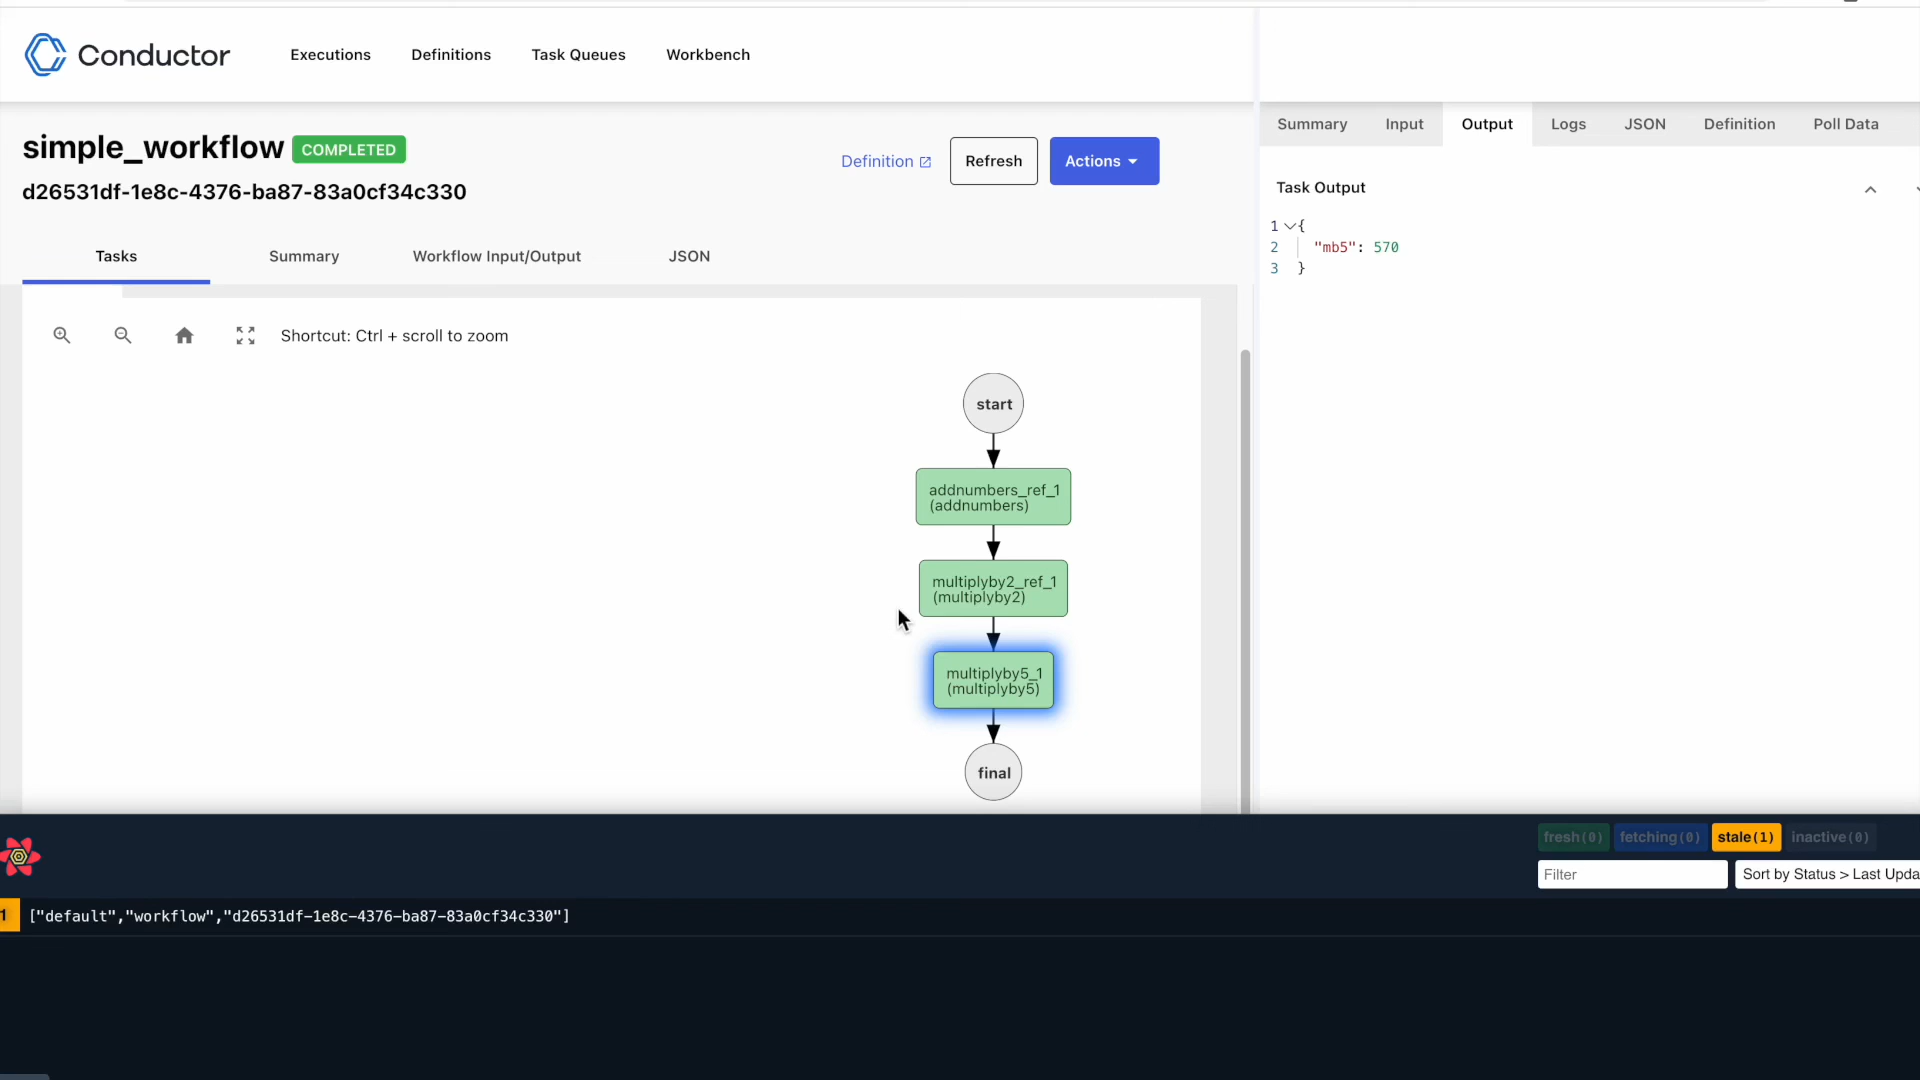 Conductor
Executions
Definitions
Task Queues
Workbench
simple_workflow COMPLETED
d26531df-1e8c-4376-ba87-83a0cf34c330
Definition
Refresh
Actions
Tasks
Summary
Workflow Input/Output
JSON
Shortcut: Ctrl + scroll to zoom
start
addnumbers_ref_1
(addnumbers)
multiplyby2_ref_1
(multiplyby2)
multiplyby5_1
(multiplyby5)
final
Summary
Input
Output
Logs
JSON
Definition
Poll Data
Task Output
1 {
2 "mb5": 570
3 }
fresh(0)
fetching(0)
stale(1)
inactive(0)
Filter
Sort by Status > Last Upda
1 ["default","workflow","d26531df-1e8c-4376-ba87-83a0cf34c330"]